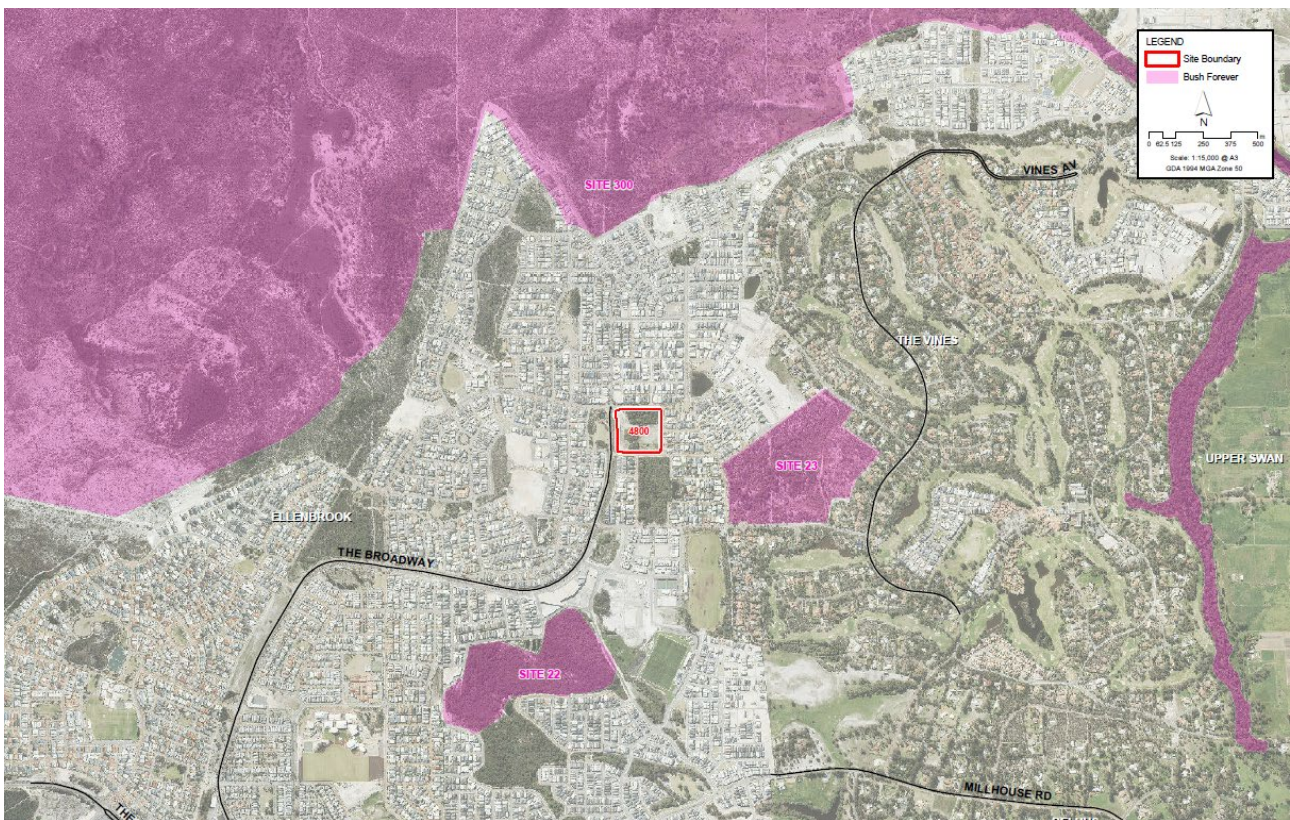 LEGEND
Site Boundary
Bush Forever
N
0 62.5 125 250 375 500 m
Scale: 1:15,000 @ A3
GDA 1994 MGA Zone 50
VINES AV
SITE 300
THE VINES
4800
SITE 23
UPPER SWAN
ELLENBROOK
THE BROADWAY
SITE 22
MILLHOUSE RD
THE